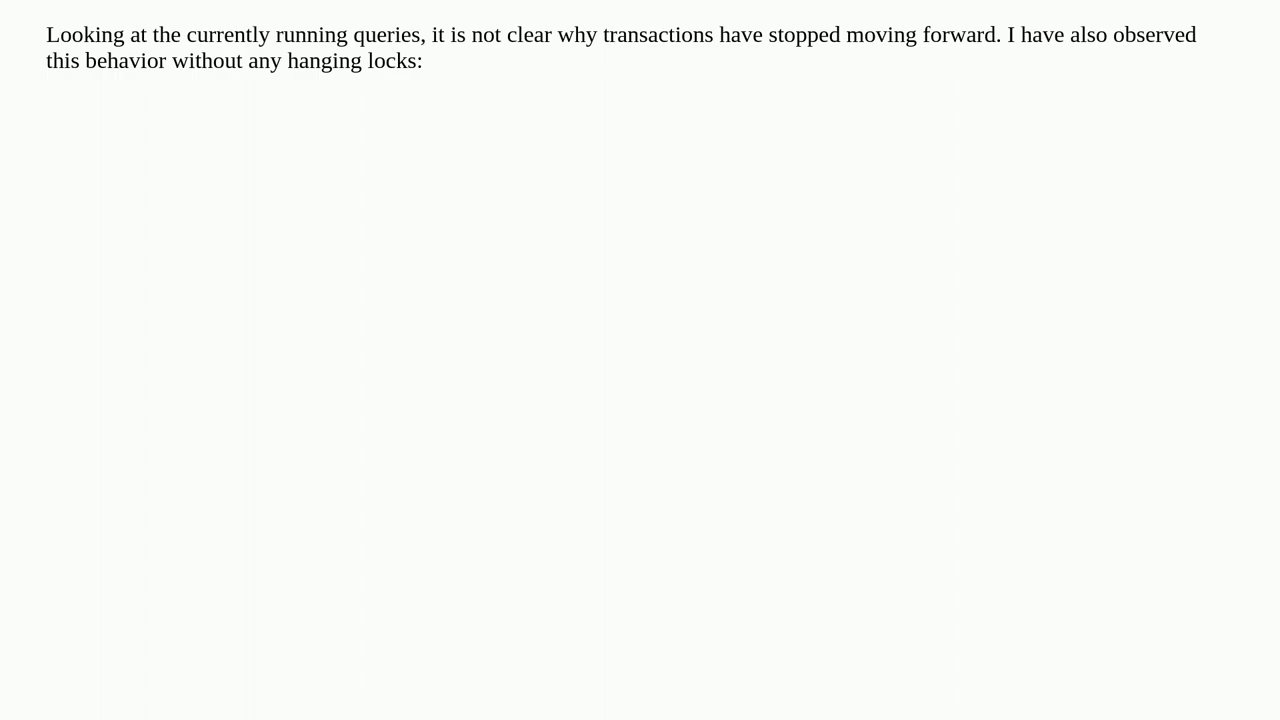 Looking at the currently running queries, it is not clear why transactions have stopped moving forward. I have also observed
this behavior without any hanging locks: